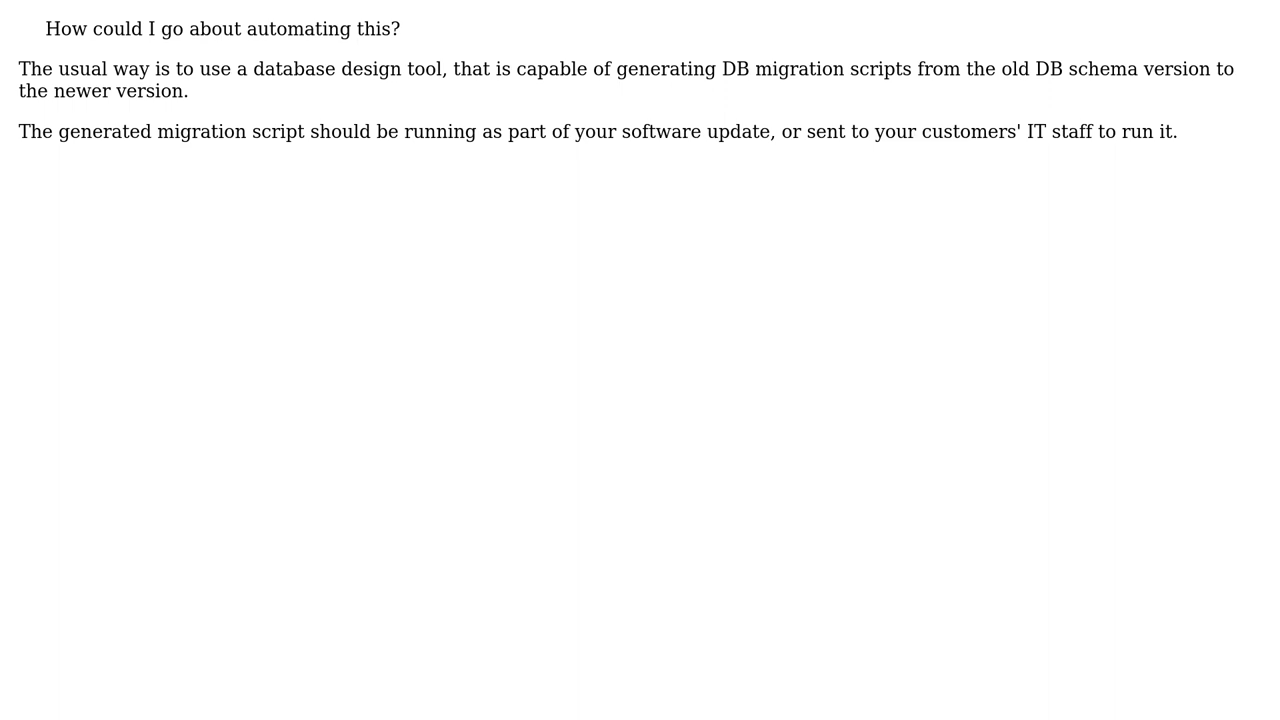 How could I go about automating this?
The usual way is to use a database design tool, that is capable of generating DB migration scripts from the old DB schema version to
the newer version.
The generated migration script should be running as part of your software update, or sent to your customers' IT staff to run it.